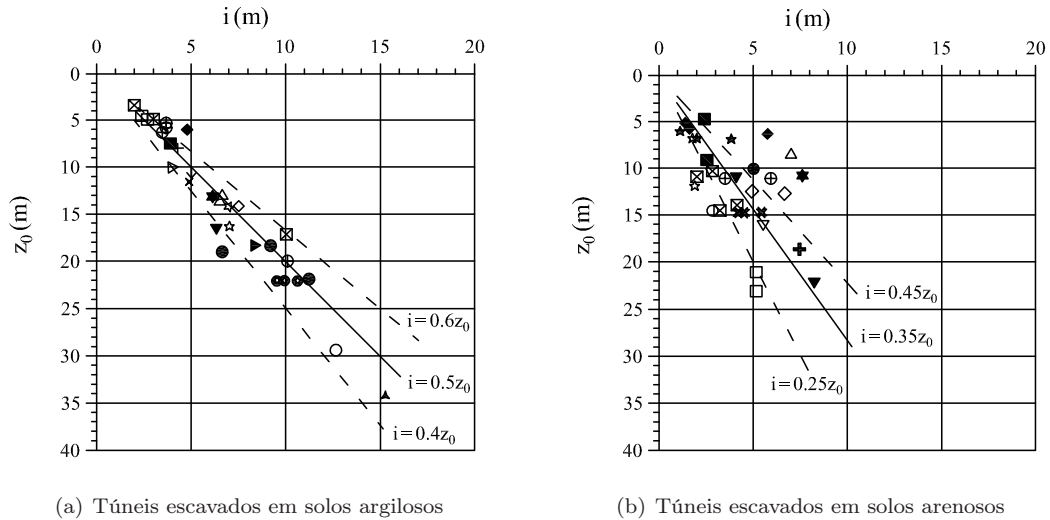 i (m)
0 5 10 15 20
0
5
10
15
20
25
30
35
40
z₀ (m)
i=0.6z₀
i=0.5z₀
i=0.4z₀
(a) Túneis escavados em solos argilosos
i (m)
0 5 10 15 20
0
5
10
15
20
25
30
35
40
z₀ (m)
i=0.45z₀
i=0.35z₀
i=0.25z₀
(b) Túneis escavados em solos arenosos